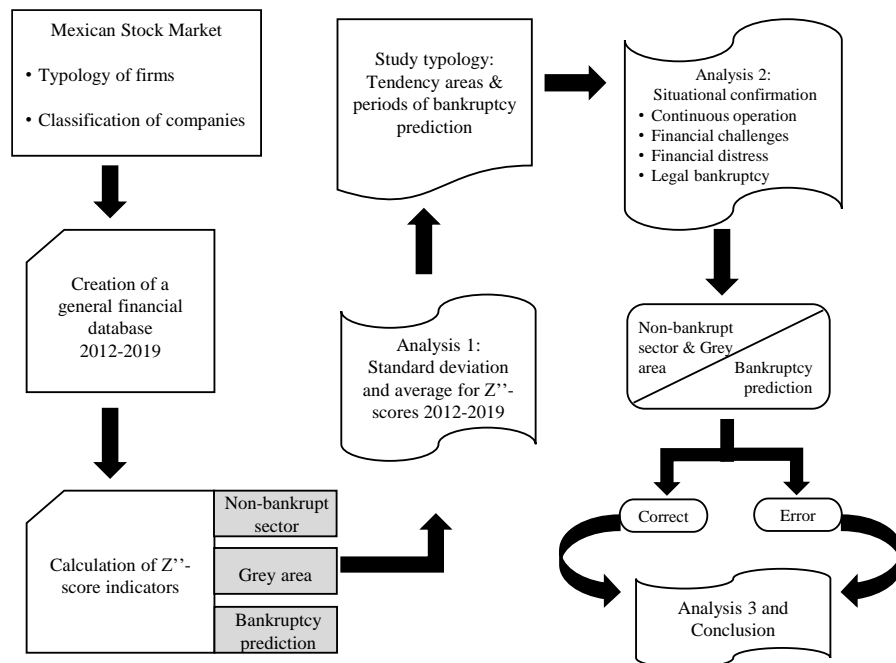 Mexican Stock Market
• Typology of firms
• Classification of companies
Creation of a
general financial
database
2012-2019
Calculation of Z’’-
score indicators
Non-bankrupt
sector
Grey area
Bankruptcy
prediction
Analysis 1:
Standard deviation
and average for Z’’-
scores 2012-2019
Study typology:
Tendency areas &
periods of bankruptcy
prediction
Analysis 2:
Situational confirmation
• Continuous operation
• Financial challenges
• Financial distress
• Legal bankruptcy
Non-bankrupt
sector & Grey
area
Bankruptcy
prediction
Correct
Error
Analysis 3 and
Conclusion